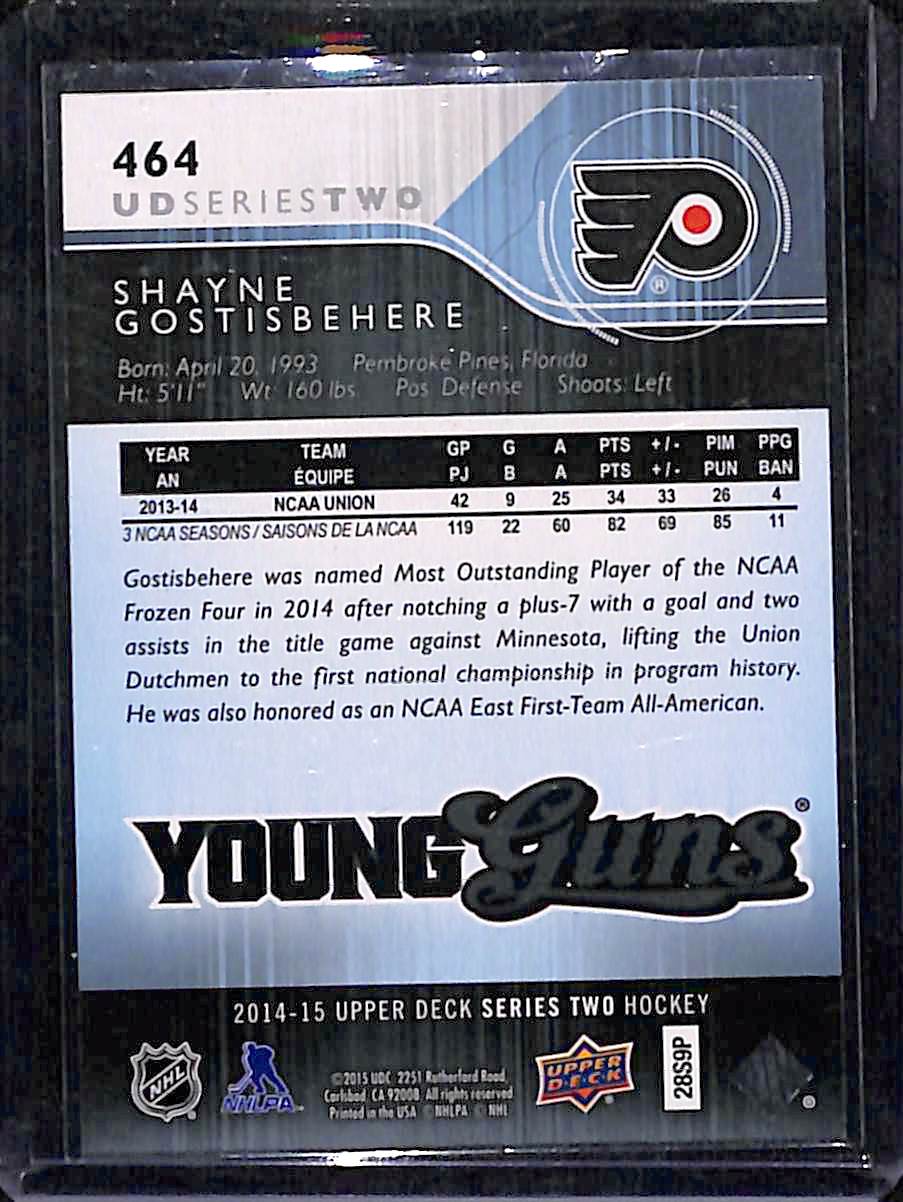 464
UDSERIESTWO
®
SHAYNE
GOSTISBEHERE
Born: April 20, 1993 Pembroke Pines, Florida
Ht: 5'11" Wt: 160 lbs. Pos: Defense Shoots: Left
YEAR TEAM GP G A PTS +/- PIM PPG
AN ÉQUIPE PJ B A PTS +/- PUN BAN
2013-14 NCAA UNION 42 9 25 34 33 26 4
3 NCAA SEASONS / SAISONS DE LA NCAA 119 22 60 82 69 85 11
Gostisbehere was named Most Outstanding Player of the NCAA
Frozen Four in 2014 after notching a plus-7 with a goal and two
assists in the title game against Minnesota, lifting the Union
Dutchmen to the first national championship in program history.
He was also honored as an NCAA East First-Team All-American.
YOUNG Guns®
2014-15 UPPER DECK SERIES TWO HOCKEY
NHL
NHLPA
©2015 UDC. 2251 Rutherford Road,
Carlsbad, CA 92008. All rights reserved
Printed in the USA ©NHLPA ©NHL
UPPER
DECK
28S9P